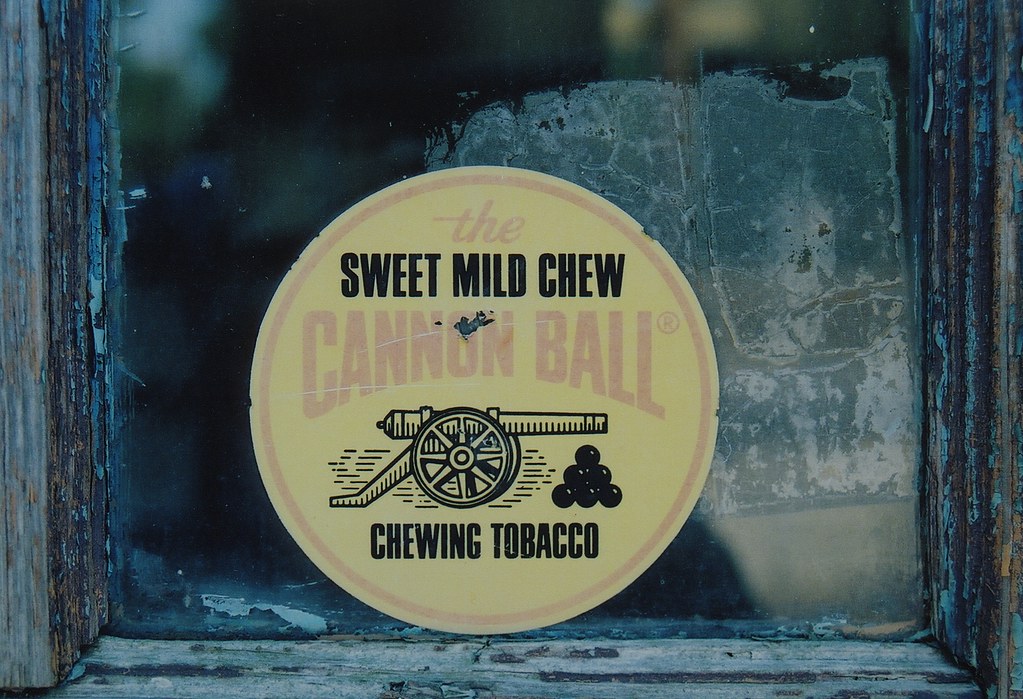 the
SWEET MILD CHEW
CANNON BALL®
CHEWING TOBACCO